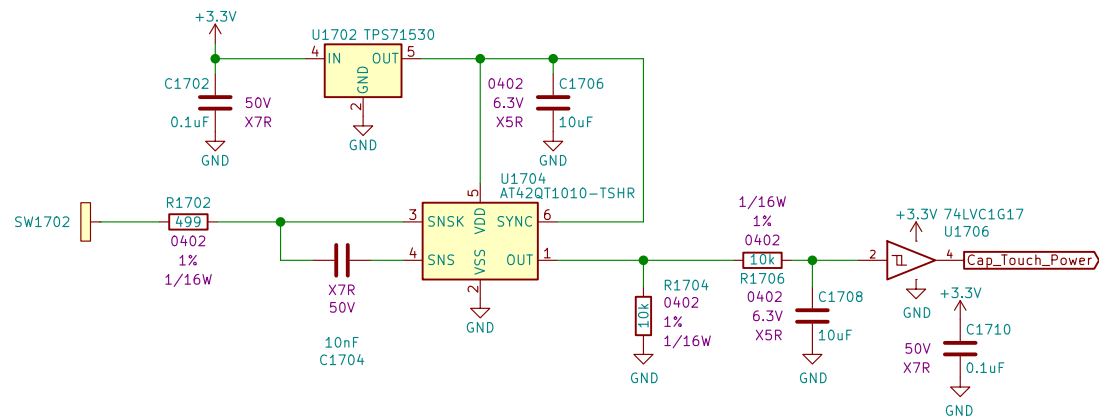 +3.3V
U1702 TPS71530
4 IN OUT 5
GND
2
GND
C1702
50V
X7R
0.1uF
GND
0402
6.3V
X5R
C1706
10uF
GND
U1704
AT42QT1010-TSHR
5
VDD
3 SNSK
SYNC 6
4 SNS
OUT 1
VSS
2
GND
SW1702
R1702
499
0402
1%
1/16W
X7R
50V
10nF
C1704
R1704
10k
0402
1%
1/16W
GND
1/16W
1%
0402
10k
R1706
0402
6.3V
X5R
C1708
10uF
GND
+3.3V 74LVC1G17
U1706
2
4
Cap_Touch_Power
GND
+3.3V
C1710
50V
X7R
0.1uF
GND